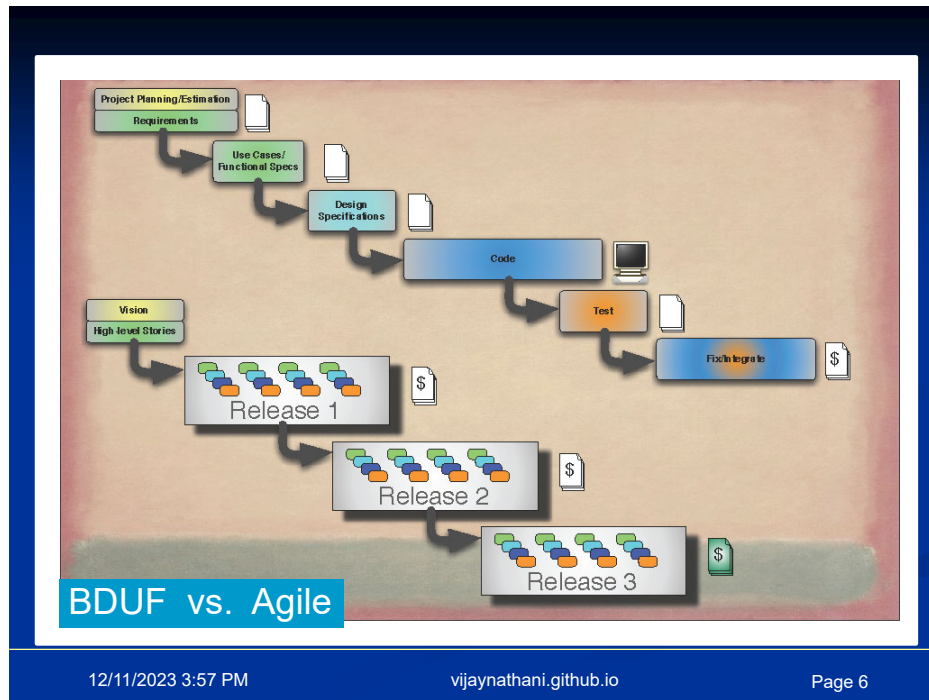 Project Planning/Estimation
Requirements
Use Cases/
Functional Specs
Design
Specifications
Code
Test
Fix/Integrate
$
Vision
High-level Stories
Release 1
$
Release 2
$
Release 3
$
BDUF vs. Agile
12/11/2023 3:57 PM
vijaynathani.github.io
Page 6